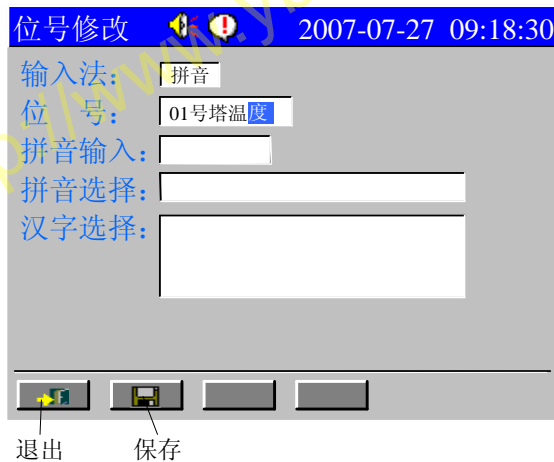 位号修改 2007-07-27 09:18:30
输入法： 拼音
位 号： 01号塔温度
拼音输入：
拼音选择：
汉字选择：
退出 保存